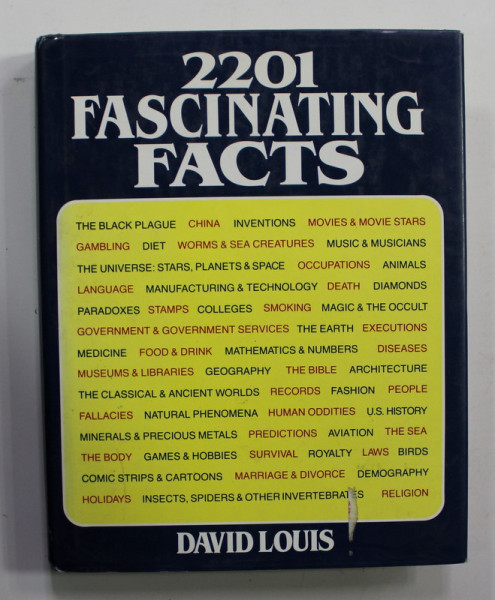 2201
FASCINATING
FACTS
THE BLACK PLAGUE CHINA INVENTIONS MOVIES & MOVIE STARS
GAMBLING DIET WORMS & SEA CREATURES MUSIC & MUSICIANS
THE UNIVERSE: STARS, PLANETS & SPACE OCCUPATIONS ANIMALS
LANGUAGE MANUFACTURING & TECHNOLOGY DEATH DIAMONDS
PARADOXES STAMPS COLLEGES SMOKING MAGIC & THE OCCULT
GOVERNMENT & GOVERNMENT SERVICES THE EARTH EXECUTIONS
MEDICINE FOOD & DRINK MATHEMATICS & NUMBERS DISEASES
MUSEUMS & LIBRARIES GEOGRAPHY THE BIBLE ARCHITECTURE
THE CLASSICAL & ANCIENT WORLDS RECORDS FASHION PEOPLE
FALLACIES NATURAL PHENOMENA HUMAN ODDITIES U.S. HISTORY
MINERALS & PRECIOUS METALS PREDICTIONS AVIATION THE SEA
THE BODY GAMES & HOBBIES SURVIVAL ROYALTY LAWS BIRDS
COMIC STRIPS & CARTOONS MARRIAGE & DIVORCE DEMOGRAPHY
HOLIDAYS INSECTS, SPIDERS & OTHER INVERTEBRATES RELIGION
DAVID LOUIS